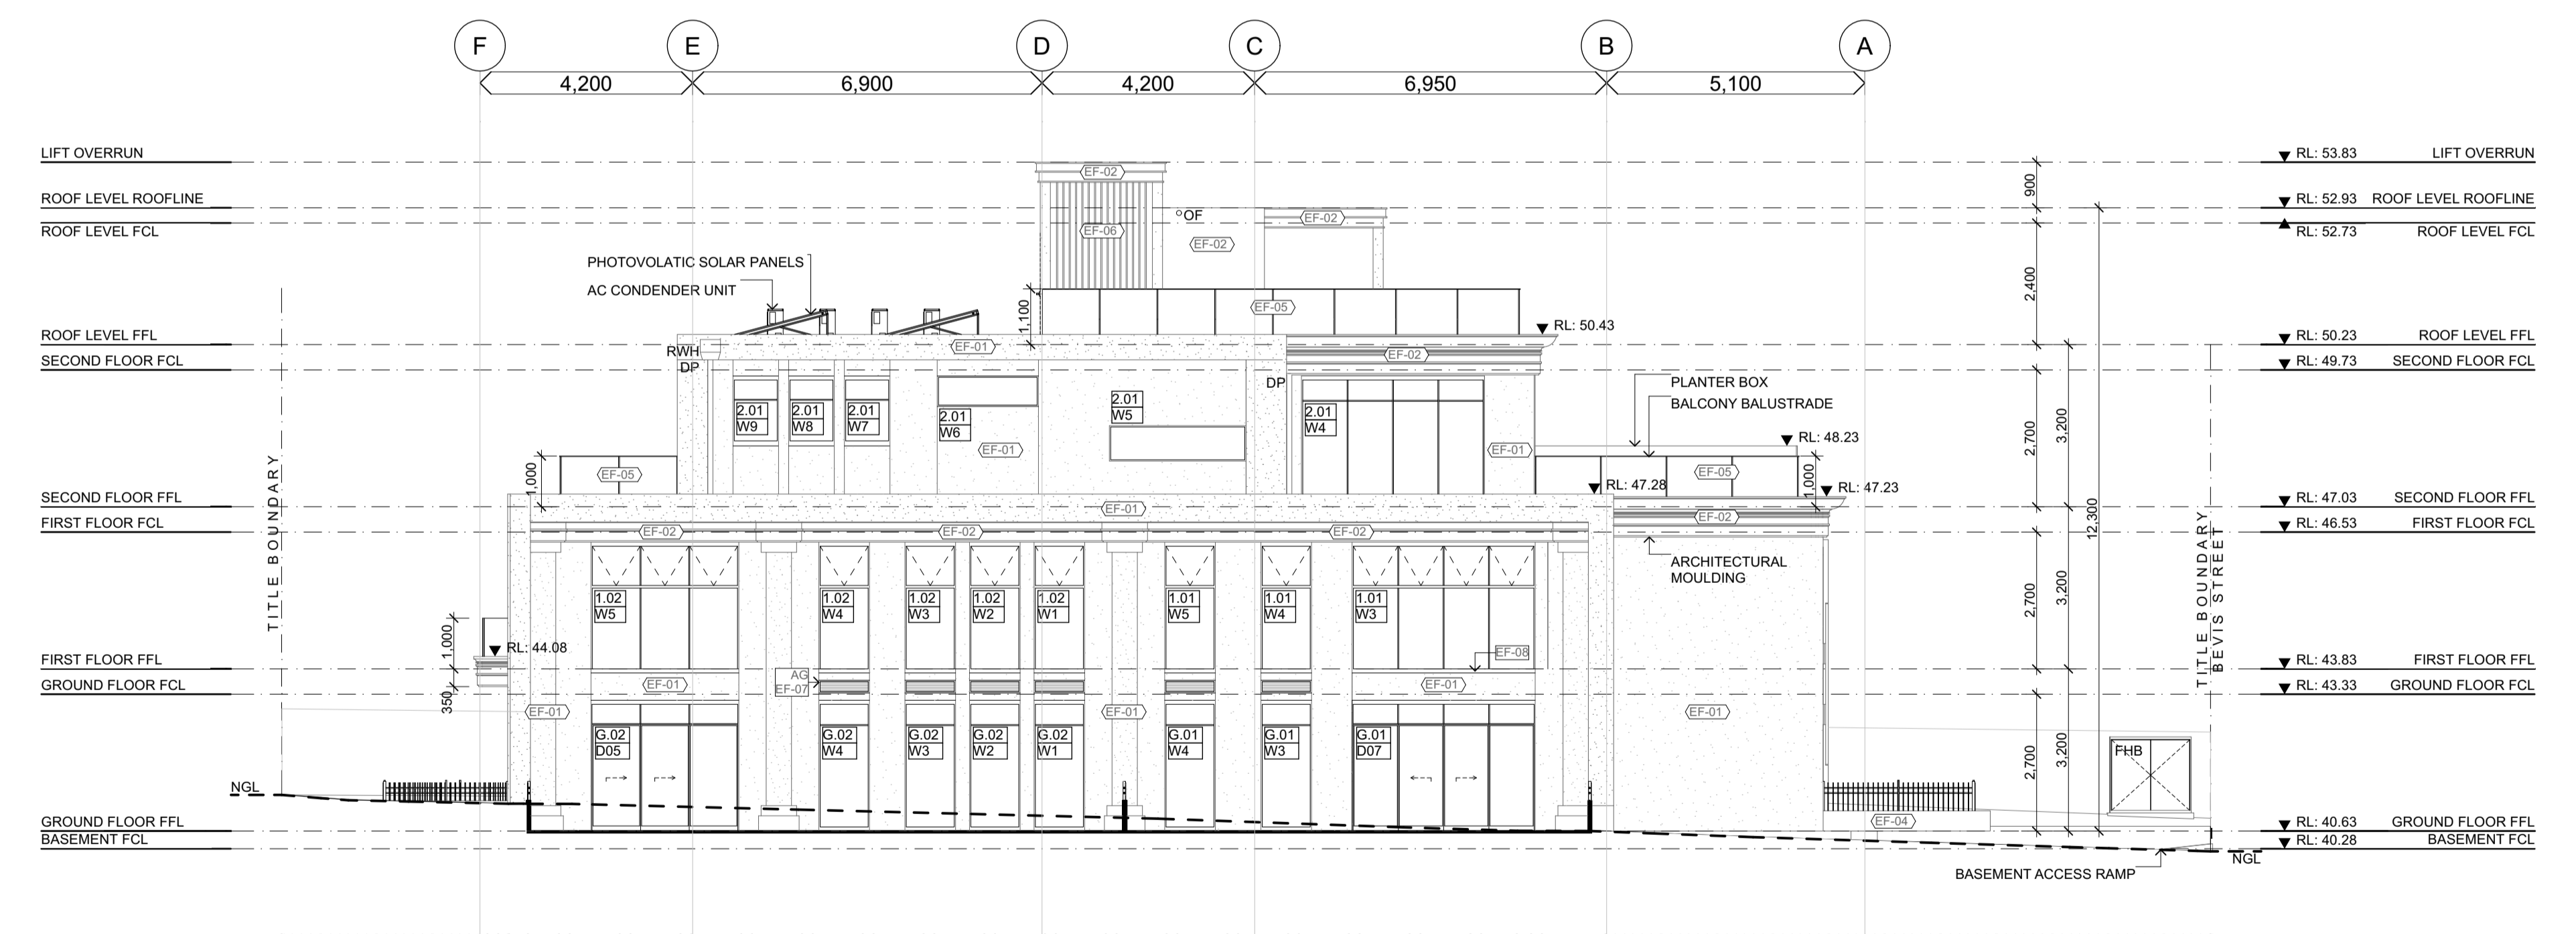 F
E
D
C
B
A
4,200
6,900
4,200
6,950
5,100
LIFT OVERRUN
RL: 53.83 LIFT OVERRUN
EF-02
900
ROOF LEVEL ROOFLINE
RL: 52.93 ROOF LEVEL ROOFLINE
OF
EF-02
ROOF LEVEL FCL
EF-06
RL: 52.73 ROOF LEVEL FCL
EF-02
PHOTOVOLATIC SOLAR PANELS
AC CONDENDER UNIT
2,400
1,100
EF-05
RL: 50.43
ROOF LEVEL FFL
RL: 50.23 ROOF LEVEL FFL
RWH
EF-01
EF-02
SECOND FLOOR FCL
DP
RL: 49.73 SECOND FLOOR FCL
DP
PLANTER BOX
BALCONY BALUSTRADE
2.01
W9
2.01
W8
2.01
W7
2.01
W6
2.01
W5
2.01
W4
EF-01
EF-01
RL: 48.23
2,700
3,200
1,000
EF-05
EF-05
1,000
RL: 47.28
RL: 47.23
SECOND FLOOR FFL
RL: 47.03 SECOND FLOOR FFL
EF-01
EF-02
FIRST FLOOR FCL
EF-02
EF-02
EF-02
RL: 46.53 FIRST FLOOR FCL
12,300
TITLE BOUNDARY
TITLE BOUNDARY
BEVIS STREET
ARCHITECTURAL
MOULDING
1.02
W5
1.02
W4
1.02
W3
1.02
W2
1.02
W1
1.01
W5
1.01
W4
1.01
W3
2,700
3,200
1,000
RL: 44.08
EF-08
FIRST FLOOR FFL
RL: 43.83 FIRST FLOOR FFL
GROUND FLOOR FCL
EF-01
AG
EF-07
EF-01
RL: 43.33 GROUND FLOOR FCL
350
EF-01
EF-01
EF-01
G.02
D05
G.02
W4
G.02
W3
G.02
W2
G.02
W1
G.01
W4
G.01
W3
G.01
D07
FHB
2,700
3,200
NGL
GROUND FLOOR FFL
EF-04
RL: 40.63 GROUND FLOOR FFL
BASEMENT FCL
RL: 40.28 BASEMENT FCL
NGL
BASEMENT ACCESS RAMP